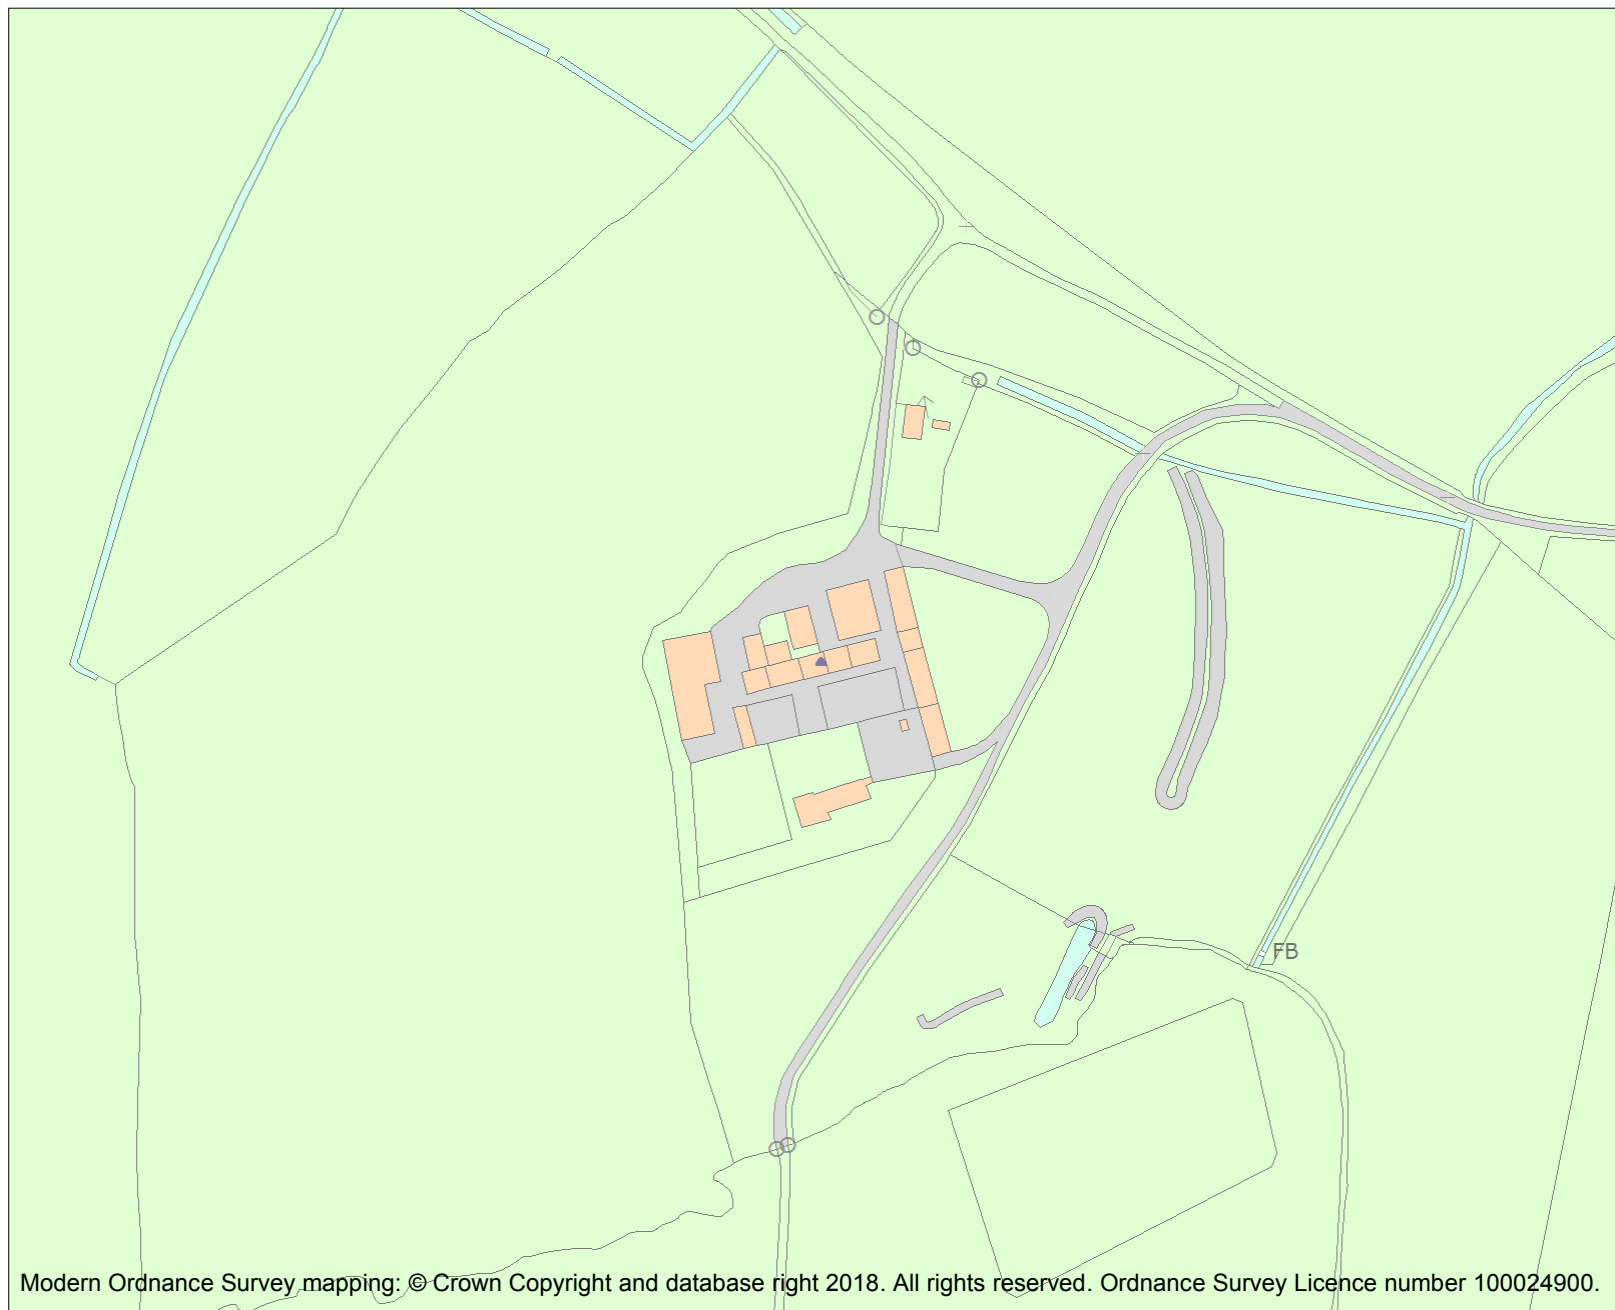 FB
Modern Ordnance Survey mapping: © Crown Copyright and database right 2018. All rights reserved. Ordnance Survey Licence number 100024900.